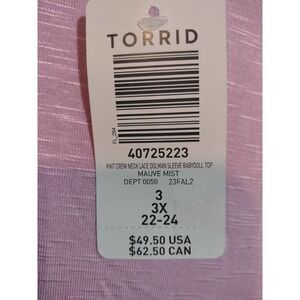 TORRID
FL_204
40725223
KNIT CREW NECK LACE DOLMAN SLEEVE BABYDOLL TOP
MAUVE MIST
DEPT 0050 23FAL2
3
3X
22-24
$49.50 USA
$62.50 CAN